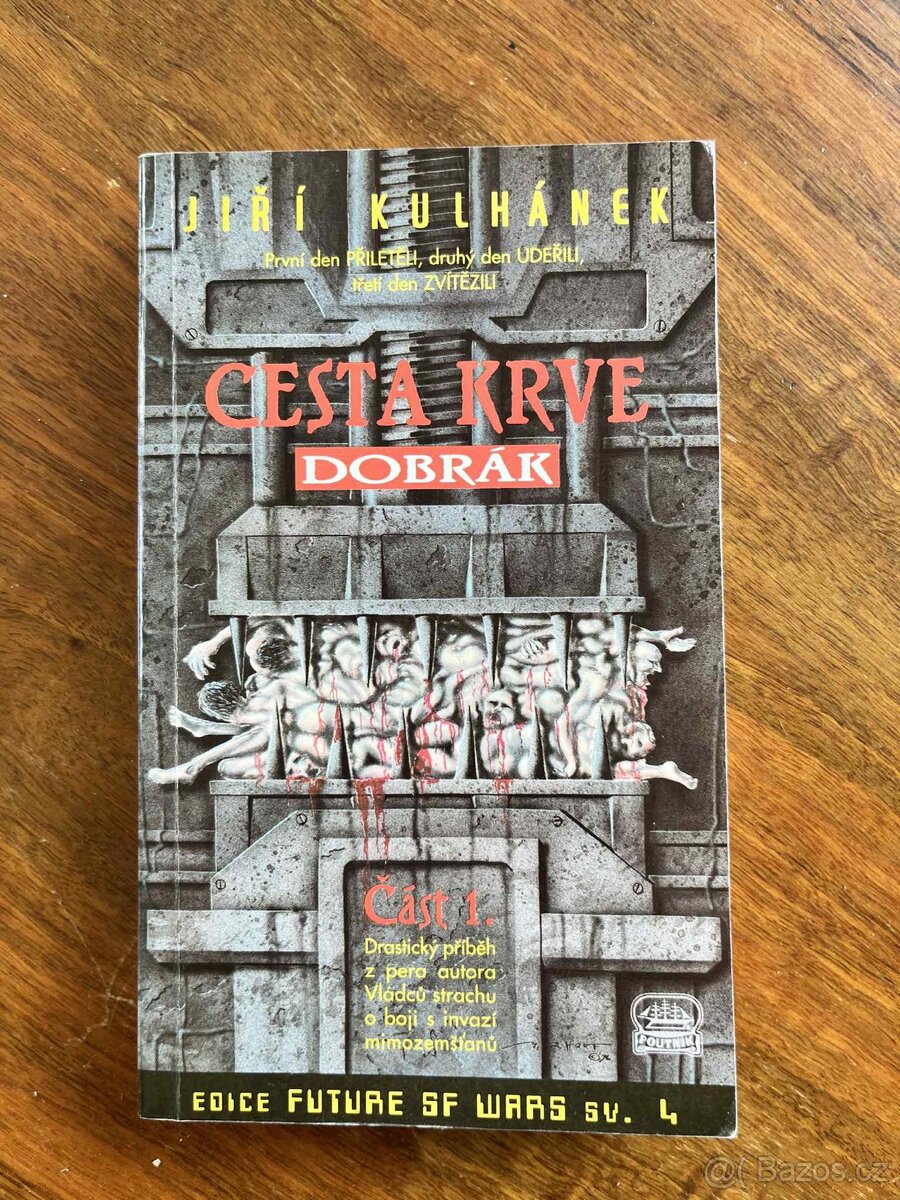 JIŘÍ KULHÁNEK
První den PŘILETĚLI, druhý den UDEŘILI,
třetí den ZVÍTĚZILI
CESTA KRVE
DOBRÁK
Část 1.
Drastický příběh
z pera autora
Vládců strachu
o boji s invazí
mimozemšťanů
POUTNÍK
EDICE FUTURE SF WARS SV. 4
@ Bazos.cz